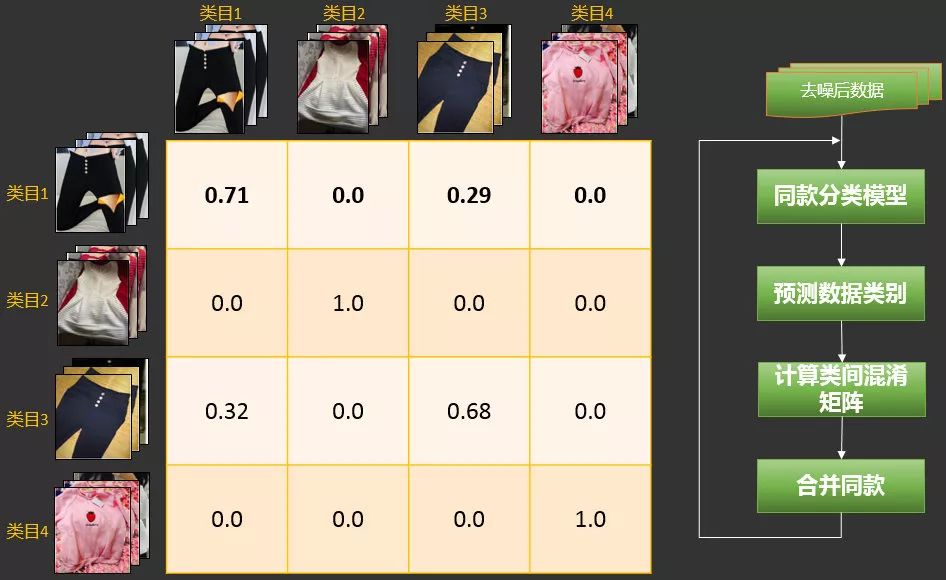 类目1 类目2 类目3 类目4
类目1 0.71 0.0 0.29 0.0
类目2 0.0 1.0 0.0 0.0
类目3 0.32 0.0 0.68 0.0
类目4 0.0 0.0 0.0 1.0
去噪后数据
同款分类模型
预测数据类别
计算类间混淆
矩阵
合并同款